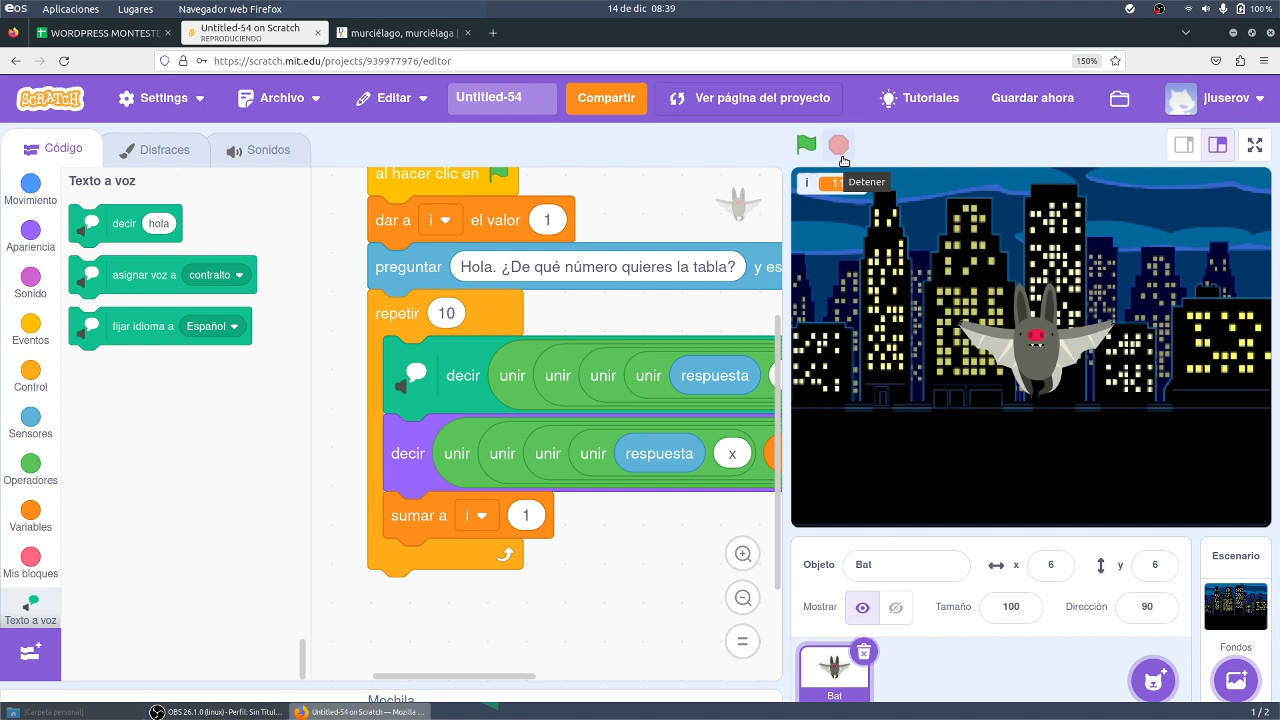 eos Aplicaciones Lugares Navegador web Firefox 14 de dic 08:39 100 %
WORDPRESS MONTESTE × Untitled-54 on Scratch × murciélago, murciélaga | × +
REPRODUCIENDO
https://scratch.mit.edu/projects/939977976/editor 150%
SCRATCH Settings Archivo Editar Untitled-54 Compartir Ver página del proyecto Tutoriales Guardar ahora jluserov
Código Disfraces Sonidos
Texto a voz
Movimiento
Apariencia
Sonido
Eventos
Control
Sensores
Operadores
Variables
Mis bloques
Texto a voz
decir hola
asignar voz a contralto
fijar idioma a Español
al hacer clic en
dar a i el valor 1
preguntar Hola. ¿De qué número quieres la tabla? y es
repetir 10
decir unir unir unir unir respuesta
decir unir unir unir unir respuesta x
sumar a i 1
Detener
i 11
Objeto Bat x 6 y 6
Mostrar Tamaño 100 Dirección 90
Bat
Escenario
Fondos
Mochila
[Carpeta personal] OBS 26.1.0 (linux) - Perfil: Sin Titul... Untitled-54 on Scratch — Mozilla ... 1 / 2